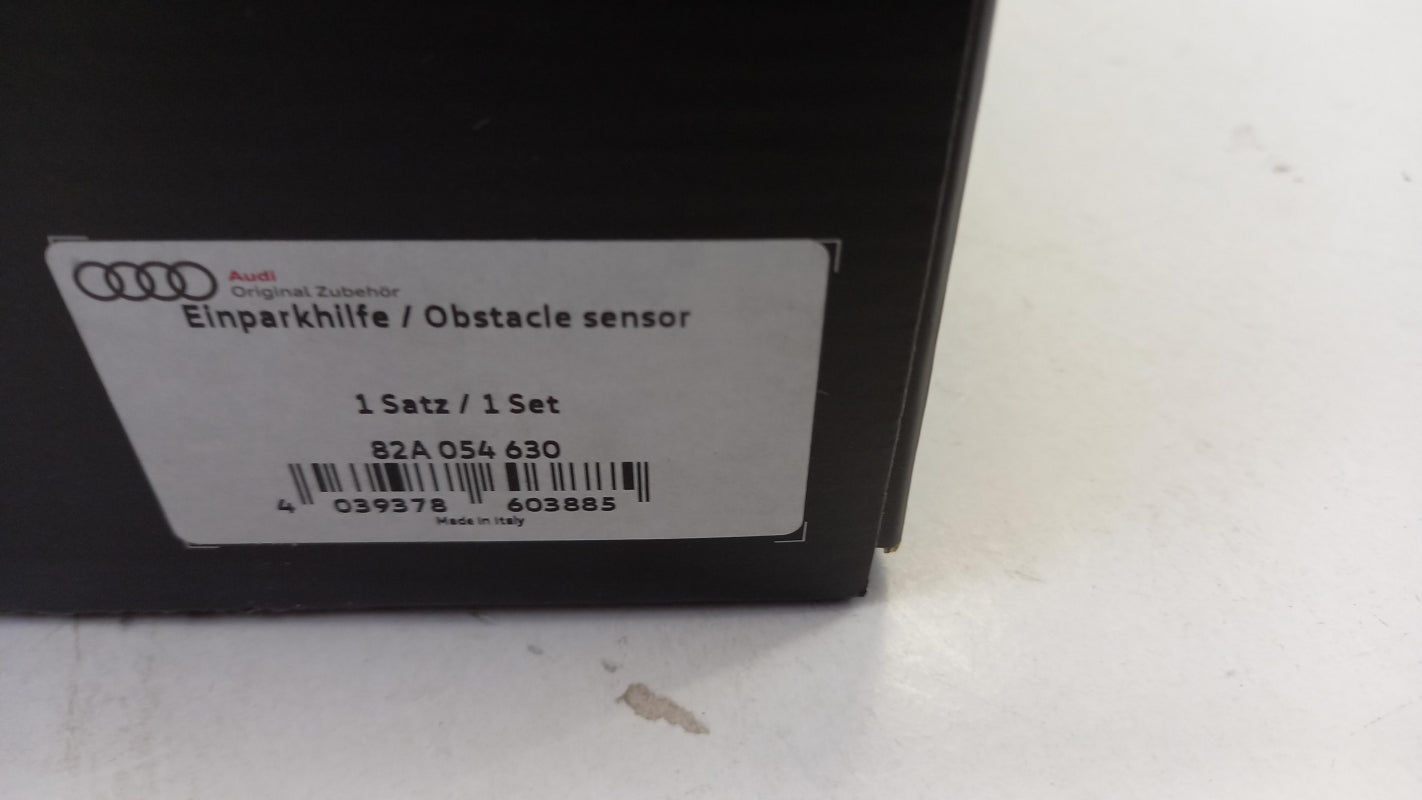 Audi
Original Zubehör
Einparkhilfe / Obstacle sensor
1 Satz / 1 Set
82A 054 630
4 039378 603885
Made in Italy